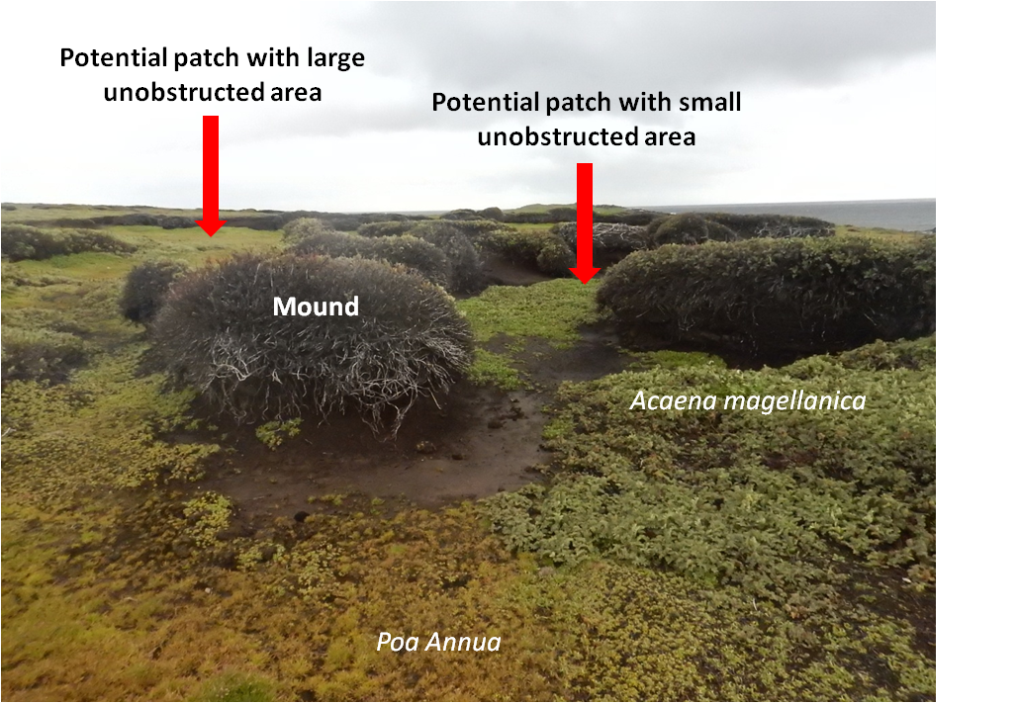 Potential patch with large
unobstructed area
Potential patch with small
unobstructed area
Mound
Acaena magellanica
Poa Annua